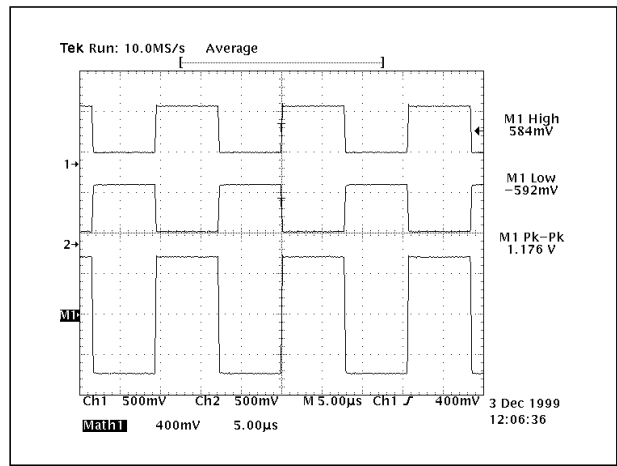 Tek Run: 10.0MS/s Average
[ ]
T
M1 High
584mV
1→
M1 Low
−592mV
T
M1 Pk−Pk
1.176 V
2→
M1→
Ch1 500mV Ch2 500mV M 5.00µs Ch1 ƒ 400mV 3 Dec 1999
Math1 400mV 5.00µs 12:06:36